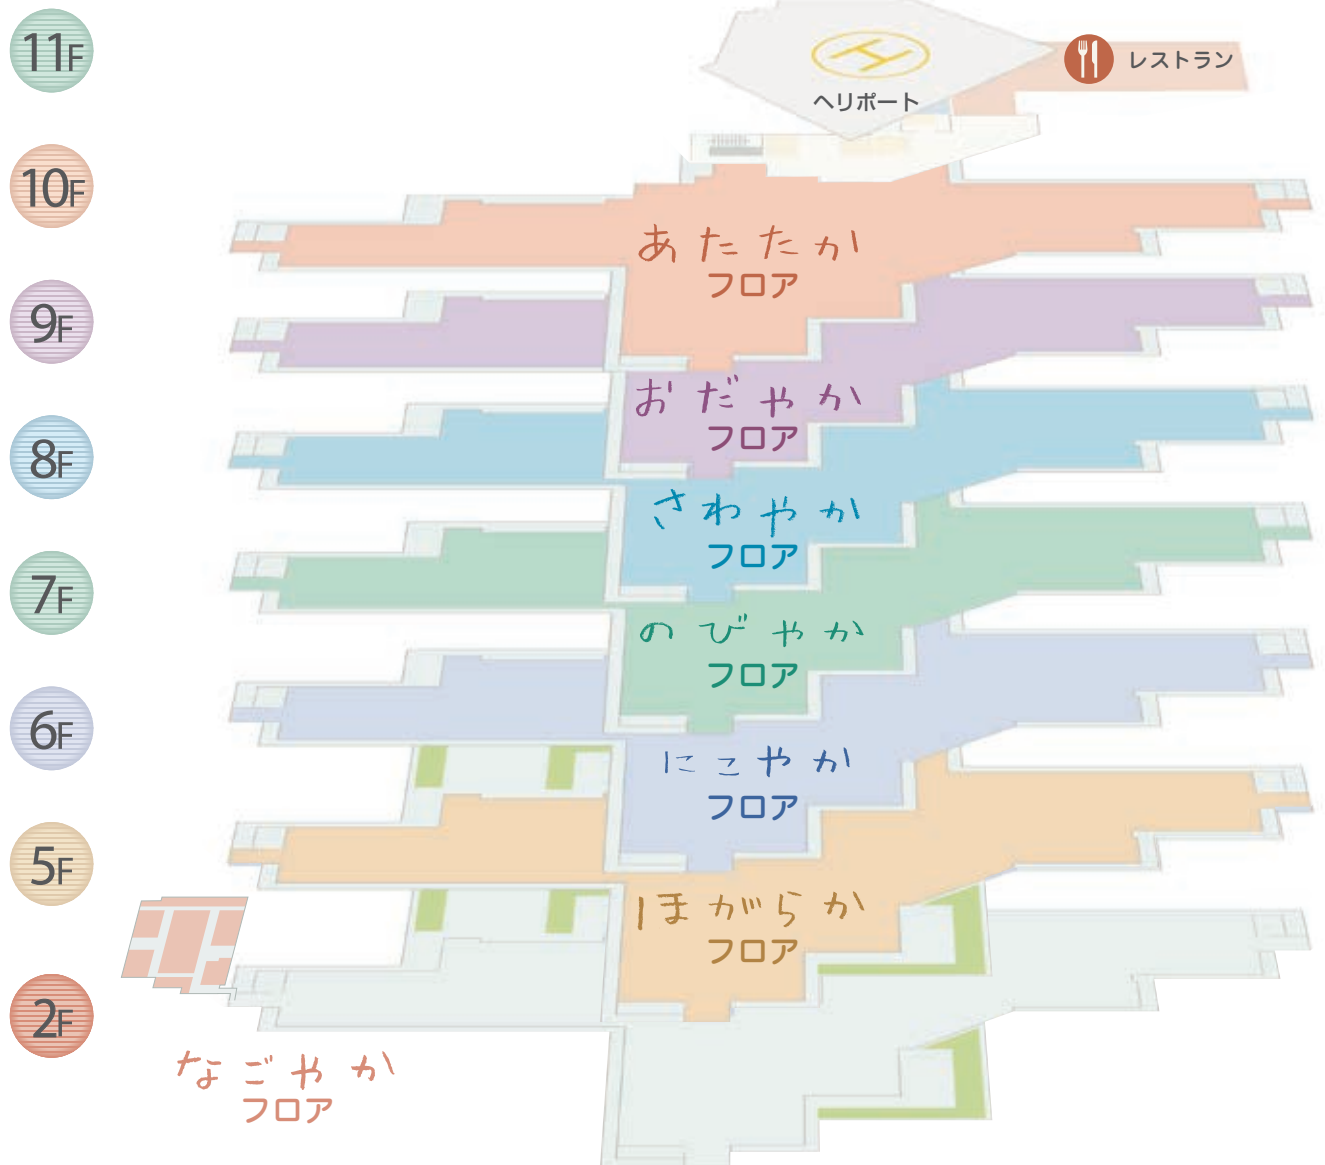 11F
レストラン
ヘリポート
10F
あたたか
フロア
9F
おだやか
フロア
8F
さわやか
フロア
7F
のびやか
フロア
6F
にこやか
フロア
5F
ほがらか
フロア
2F
なごやか
フロア